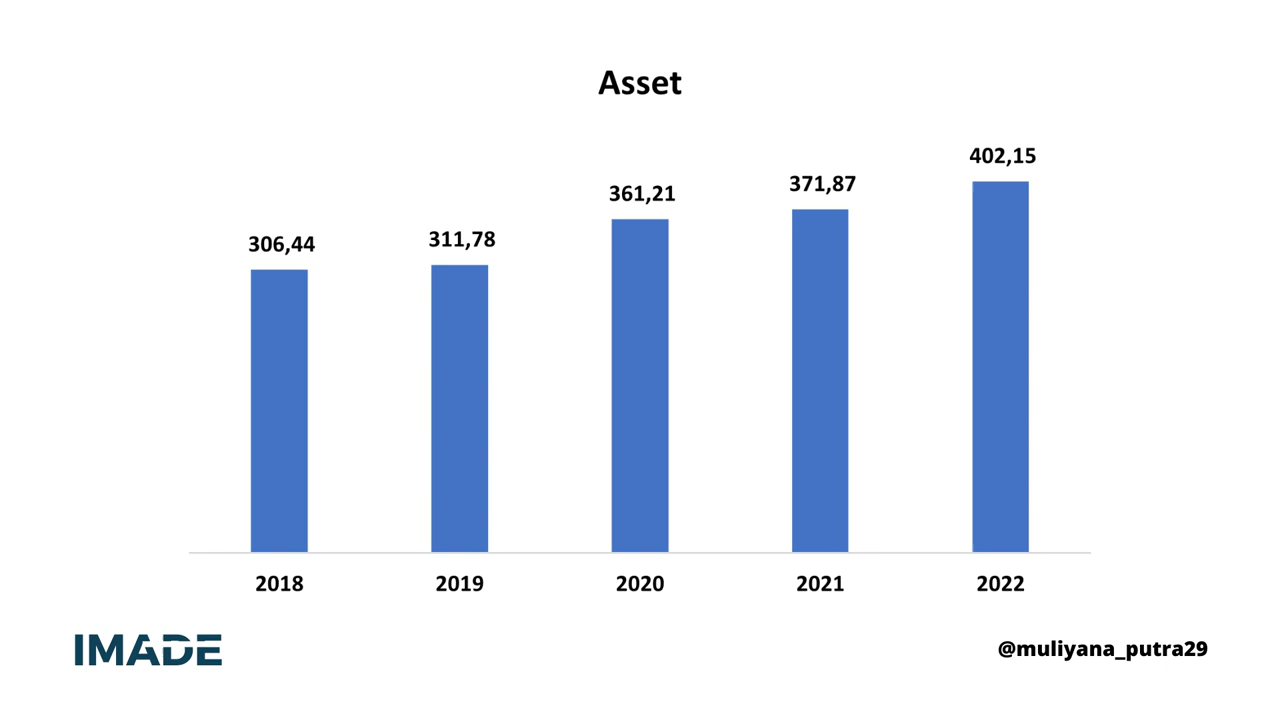 Asset
402,15
371,87
361,21
311,78
306,44
2018 2019 2020 2021 2022
IMADE
@muliyana_putra29